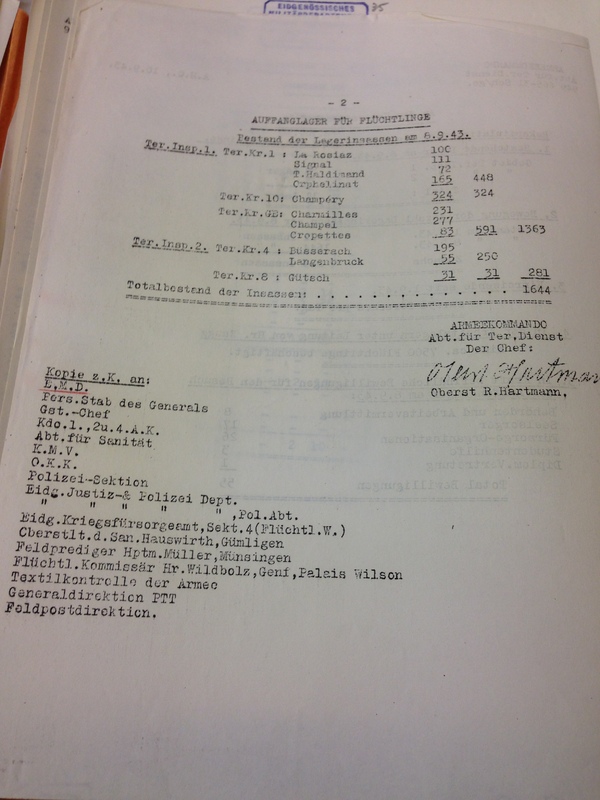 EIDGENÖSSISCHES 35
- 2 -
AUFFANGLAGER FÜR FLÜCHTLINGE
Bestand der Lagerinsassen am 8.9.43.
Ter.Insp.1. Ter.Kr.1 : La Rosiaz 100
Signal 111
T.Haldimand 72
Orphelinat 165 448
Ter.Kr.10: Champéry 324 324
Ter.Kr.GE: Charmilles 231
Champel 277
Cropettes 83 591 1363
Ter.Insp.2. Ter.Kr.4 : Büsserach 195
Langenbruck 55 250
Ter.Kr.8 : Gütsch 31 31 281
Totalbestand der Insassen: . . . . . . . . . . . . . . . 1644
ARMEEKOMMANDO
Abt.für Ter.Dienst
Der Chef:
Oberst R.Hartmann,
Kopie z.K. an:
E.M.D.
Pers.Stab des Generals
Gst.-Chef
Kdo.1.,2u.4.A.K.
Abt.für Sanität
K.M.V.
O.K.K.
Polizei-Sektion
Eidg.Justiz-& Polizei Dept.
" " " " ,Pol.Abt.
Eidg.Kriegsfürsorgeamt,Sekt.4(Flüchtl.W.)
Oberstlt.d.San.Hauswirth,Gümligen
Feldprediger Hptm.Müller,Münsingen
Flüchtl.Kommissär Hr.Wildbolz,Genf,Palais Wilson
Textilkontrolle der Armee
Generaldirektion PTT
Feldpostdirektion.